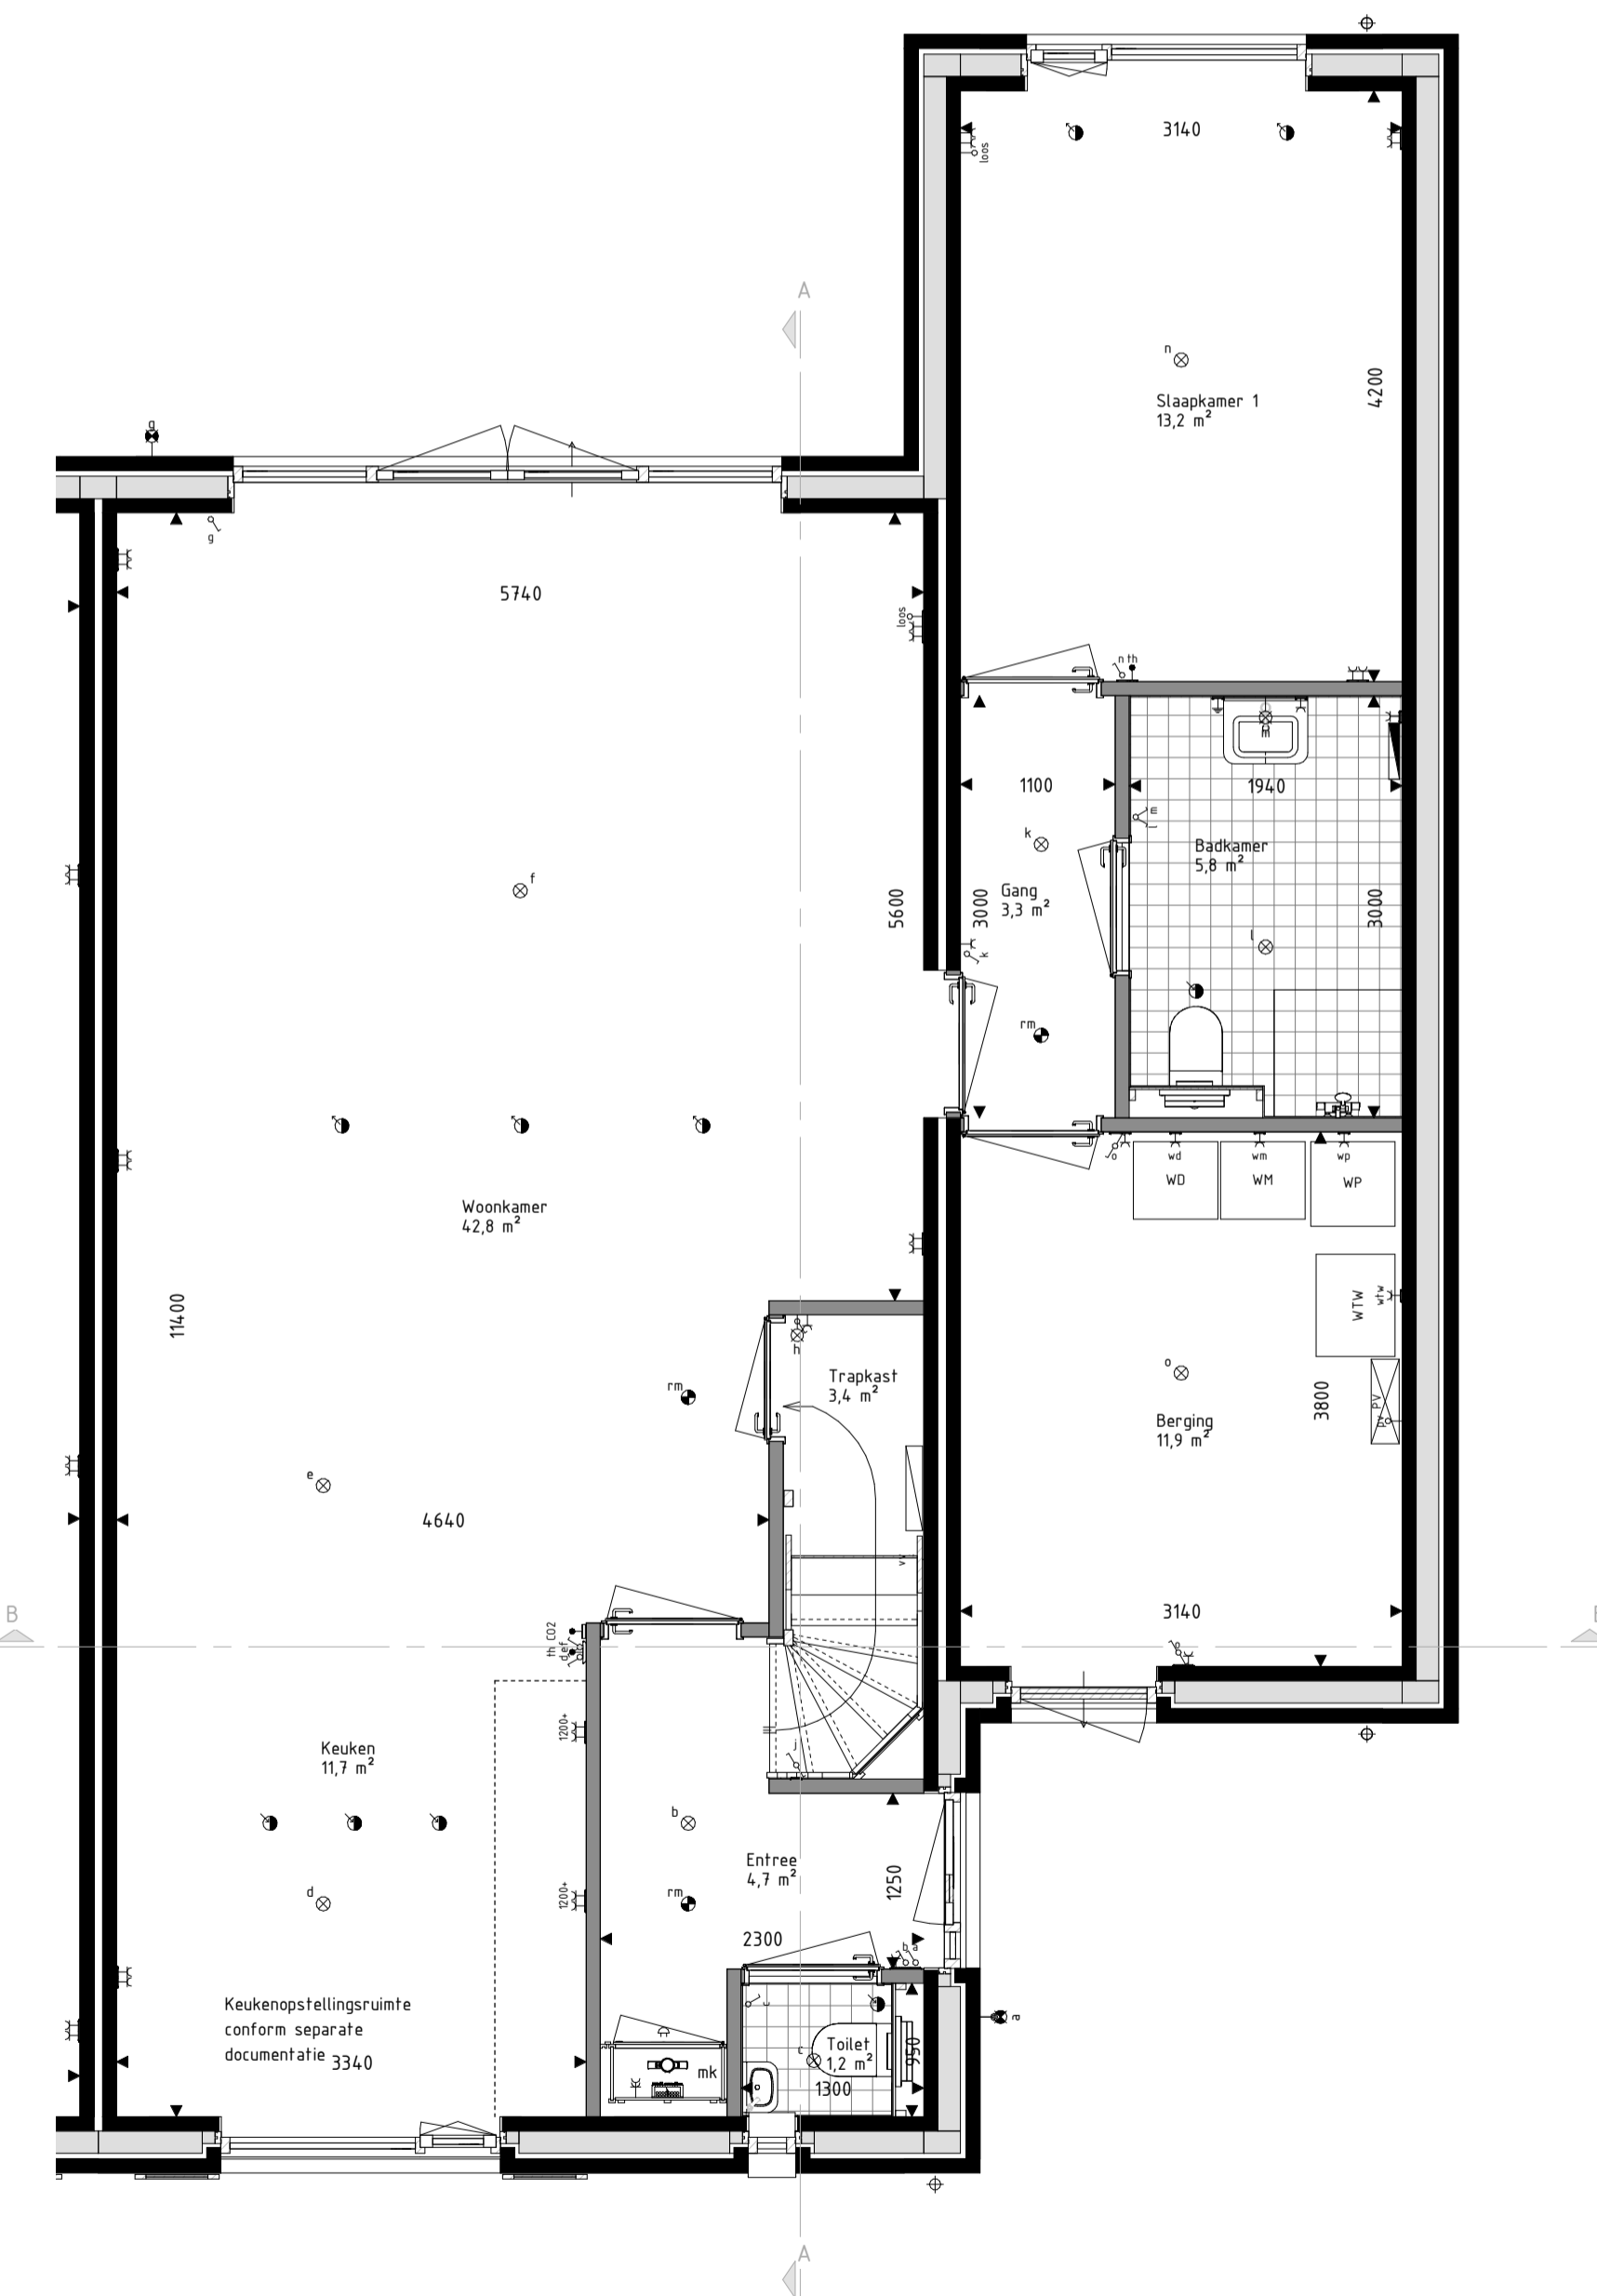 A
3140
loos
n
4200
Slaapkamer 1
13,2 m²
g
g
5740
loos
n th
m
1100
1940
m
l
k
Badkamer
5,8 m²
f
Gang
3,3 m²
5600
3000
3000
l
k
rm
o
wd
wm
wp
WD
WM
WP
Woonkamer
42,8 m²
11400
WTW
wtw
h
Trapkast
3,4 m²
rm
o
3800
PV
pv
Berging
11,9 m²
e
4640
B
3140
th CO2
d ef
1200+
Keuken
11,7 m²
j
b
Entree
4,7 m²
1250
1200+
d
rm
2300
b a
Keukenopstellingsruimte
conform separate
documentatie
3340
c
a
Toilet
1,2 m²
950
c
mk
1300
A